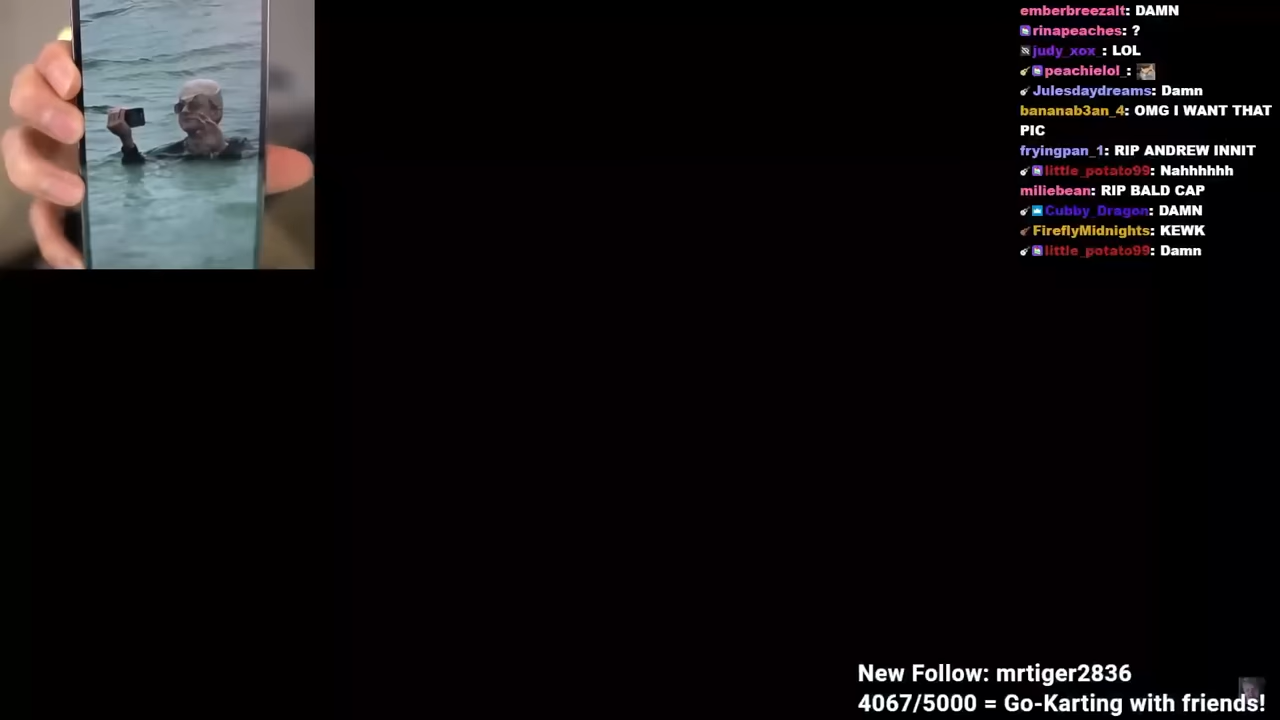 emberbreezalt: DAMN
rinapeaches: ?
judy_xox_: LOL
peachielol_:
Julesdaydreams: Damn
bananab3an_4: OMG I WANT THAT
PIC
fryingpan_1: RIP ANDREW INNIT
little_potato99: Nahhhhhh
miliebean: RIP BALD CAP
Cubby_Dragon: DAMN
FireflyMidnights: KEWK
little_potato99: Damn
New Follow: mrtiger2836
4067/5000 = Go-Karting with friends!